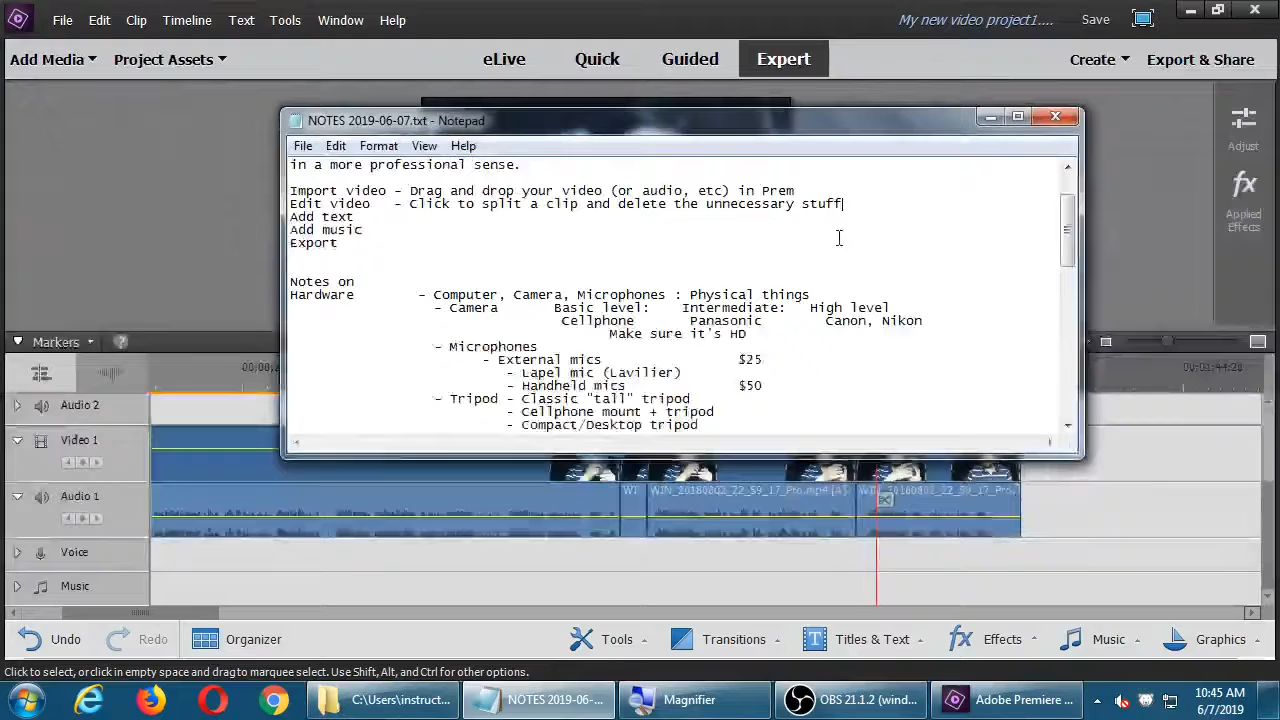 File Edit Clip Timeline Text Tools Window Help My new video project1.... Save
Add Media Project Assets eLive Quick Guided Expert Create Export & Share
NOTES 2019-06-07.txt - Notepad
File Edit Format View Help
in a more professional sense.
Import video - Drag and drop your video (or audio, etc) in Prem
Edit video - Click to split a clip and delete the unnecessary stuff
Add text
Add music
Export
Notes on
Hardware - Computer, Camera, Microphones : Physical things
- Camera Basic level: Intermediate: High level
Cellphone Panasonic Canon, Nikon
Make sure it's HD
- Microphones
- External mics $25
- Lapel mic (Lavilier)
- Handheld mics $50
- Tripod - Classic "tall" tripod
- Cellphone mount + tripod
- Compact/Desktop tripod
Adjust
Applied
Effects
Markers
00:01:44:20
Audio 2
Video 1
Audio 1
WI WIN_20180802_22_59_17_Pro.mp4 [A]
Voice
Music
Undo Redo Organizer Tools Transitions Titles & Text Effects Music Graphics
Click to select, or click in empty space and drag to marquee select. Use Shift, Alt, and Ctrl for other options.
C:\Users\instruct... NOTES 2019-06-... Magnifier OBS 21.1.2 (wind... Adobe Premiere ...
10:45 AM
6/7/2019